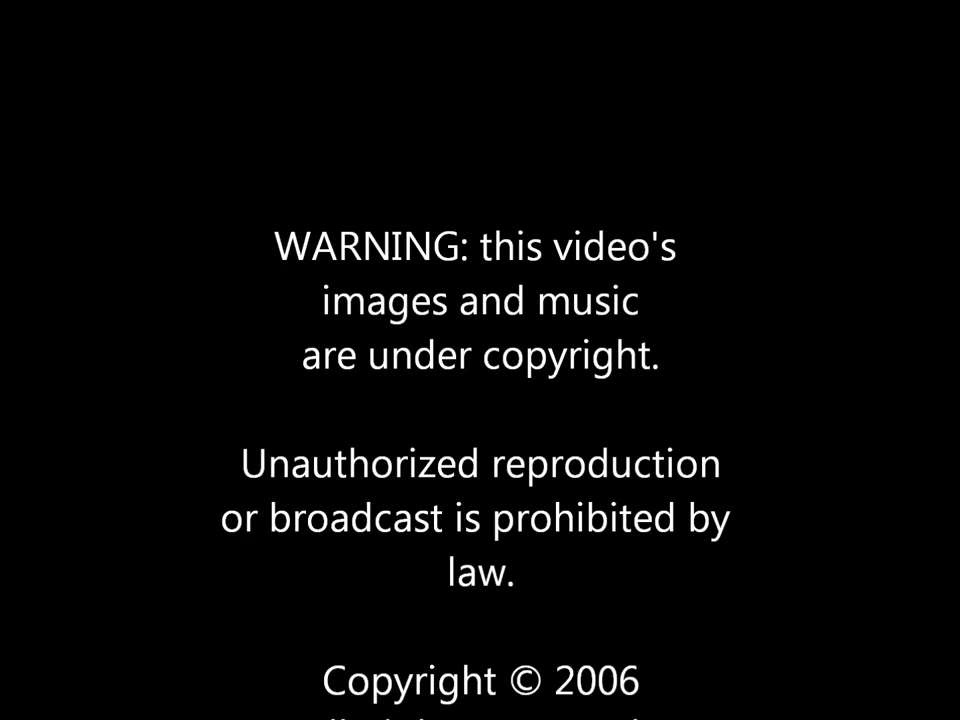 WARNING: this video's
images and music
are under copyright.
Unauthorized reproduction
or broadcast is prohibited by
law.
Copyright © 2006